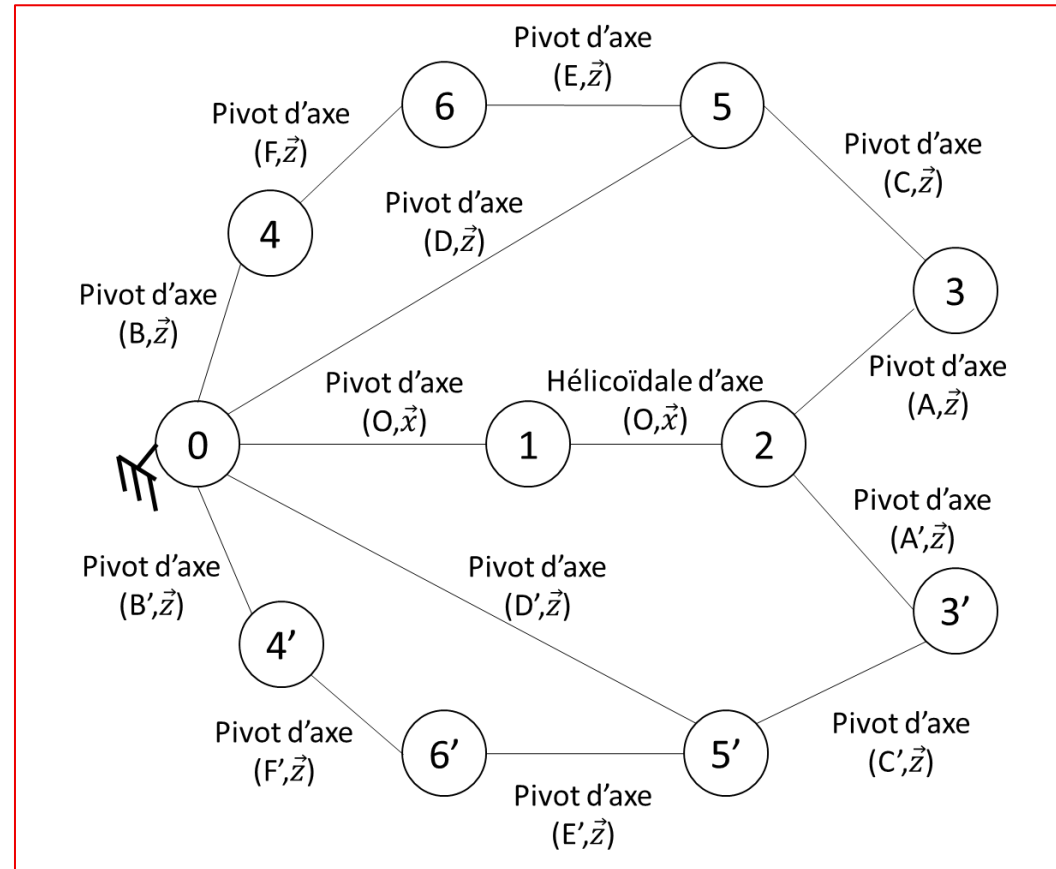 Pivot d'axe
(E,z⃗)
6
5
Pivot d'axe
(F,z⃗)
Pivot d'axe
(C,z⃗)
Pivot d'axe
(D,z⃗)
4
3
Pivot d'axe
(B,z⃗)
Pivot d'axe
(O,x⃗)
Hélicoïdale d'axe
(O,x⃗)
Pivot d'axe
(A,z⃗)
0
1
2
Pivot d'axe
(A',z⃗)
Pivot d'axe
(B',z⃗)
Pivot d'axe
(D',z⃗)
3'
4'
Pivot d'axe
(F',z⃗)
6'
5'
Pivot d'axe
(C',z⃗)
Pivot d'axe
(E',z⃗)